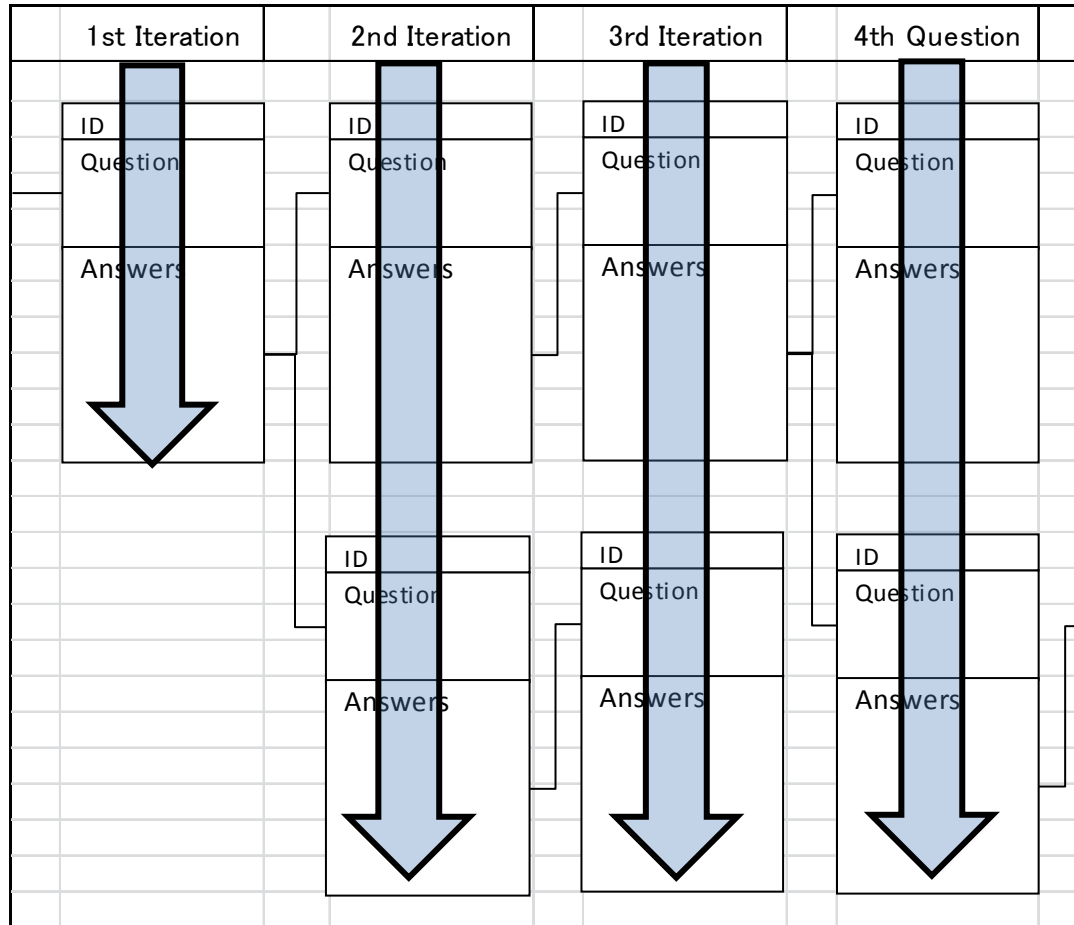 1st Iteration
2nd Iteration
3rd Iteration
4th Question
ID
Question
Answers
ID
Question
Answers
ID
Question
Answers
ID
Question
Answers
ID
Question
Answers
ID
Question
Answers
ID
Question
Answers